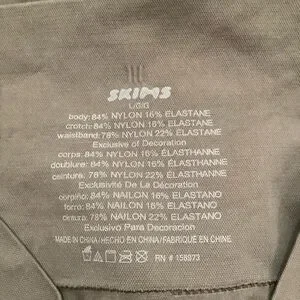 SKIMS
L/G/G
body: 84% NYLON 16% ELASTANE
crotch: 84% NYLON 16% ELASTANE
waistband: 78% NYLON 22% ELASTANE
Exclusive of Decoration
corps: 84% NYLON 16% ÉLASTHANNE
doublure: 84% NYLON 16% ÉLASTHANNE
ceinture: 78% NYLON 22% ÉLASTHANNE
Exclusivité De La Décoration
corpiño: 84% NAILON 16% ELASTANO
forro: 84% NAILON 16% ELASTANO
cintura: 78% NAILON 22% ELASTANO
Exclusivo Para Decoración
MADE IN CHINA/HECHO EN CHINA/FABRIQUÉ EN CHINE
RN # 158973